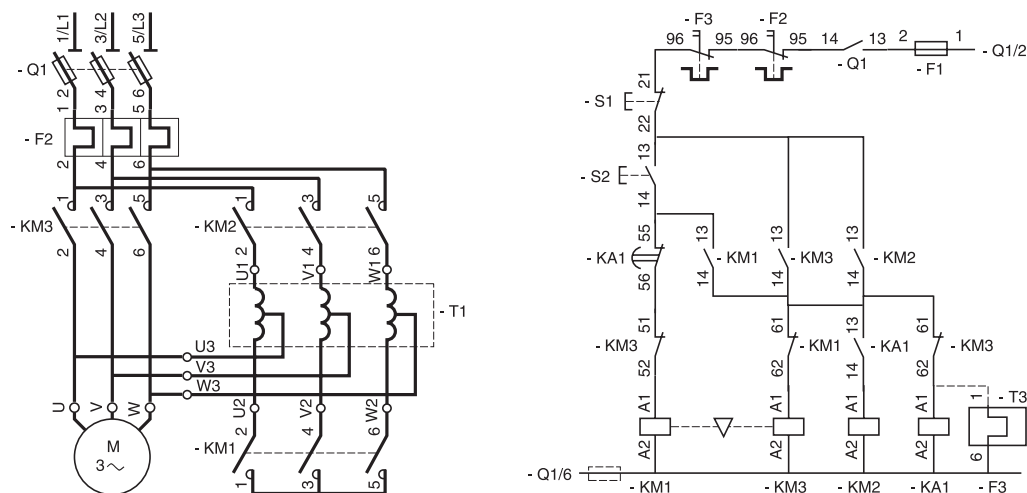 1/L1 3/L2 5/L3
- Q1
2 4 6
1 3 5
- F2
2 4 6
1 3 5
- KM3
2 4 6
1 3 5
- KM2
2 4 6
U1 V1 W1
- T1
U3
V3
W3
U V W
U2 V2 W2
M
3~
2 4 6
- KM1
1 3 5
- F3 - F2
96 95 96 95 14 13 2 1
- Q1/2
- Q1 - F1
21
- S1
22
13
- S2
14
55 13 13 13
- KA1 - KM1 - KM3 - KM2
56 14 14 14
51 61 13 61
- KM3 - KM1 - KA1 - KM3
52 62 14 62
A1 A1 A1 A1 1
- T3
A2 A2 A2 A2 6
- Q1/6
- KM1 - KM3 - KM2 - KA1 - F3